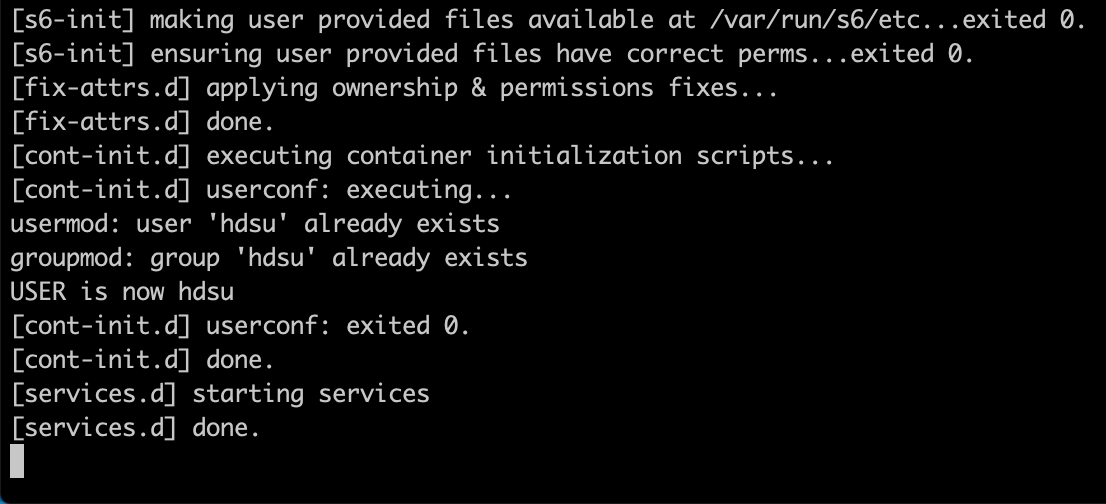 [s6-init] making user provided files available at /var/run/s6/etc...exited 0.
[s6-init] ensuring user provided files have correct perms...exited 0.
[fix-attrs.d] applying ownership & permissions fixes...
[fix-attrs.d] done.
[cont-init.d] executing container initialization scripts...
[cont-init.d] userconf: executing...
usermod: user 'hdsu' already exists
groupmod: group 'hdsu' already exists
USER is now hdsu
[cont-init.d] userconf: exited 0.
[cont-init.d] done.
[services.d] starting services
[services.d] done.